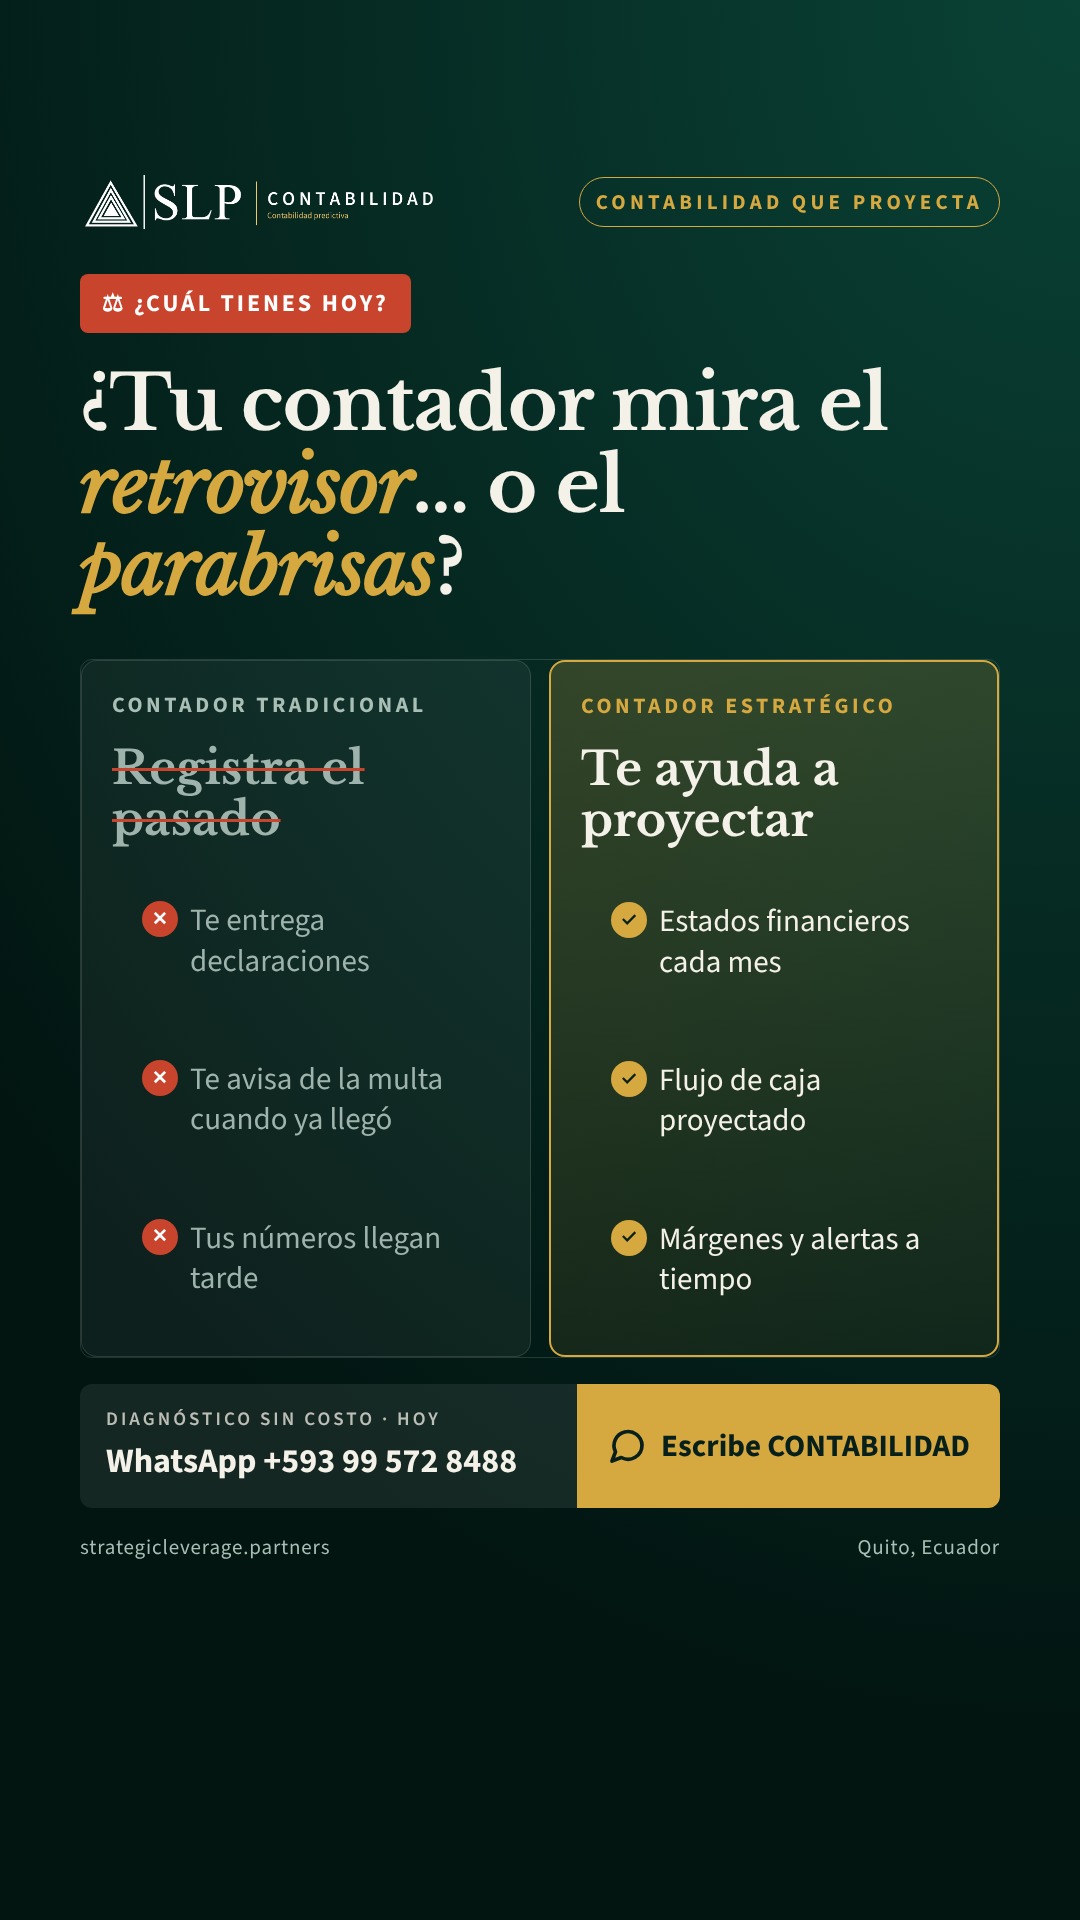 SLP
CONTABILIDAD
Contabilidad predictiva
CONTABILIDAD QUE PROYECTA
⚖ ¿CUÁL TIENES HOY?
¿Tu contador mira el
retrovisor... o el
parabrisas?
CONTADOR TRADICIONAL
Registra el
pasado
Te entrega
declaraciones
Te avisa de la multa
cuando ya llegó
Tus números llegan
tarde
CONTADOR ESTRATÉGICO
Te ayuda a
proyectar
Estados financieros
cada mes
Flujo de caja
proyectado
Márgenes y alertas a
tiempo
DIAGNÓSTICO SIN COSTO · HOY
WhatsApp +593 99 572 8488
Escribe CONTABILIDAD
strategicleverage.partners
Quito, Ecuador